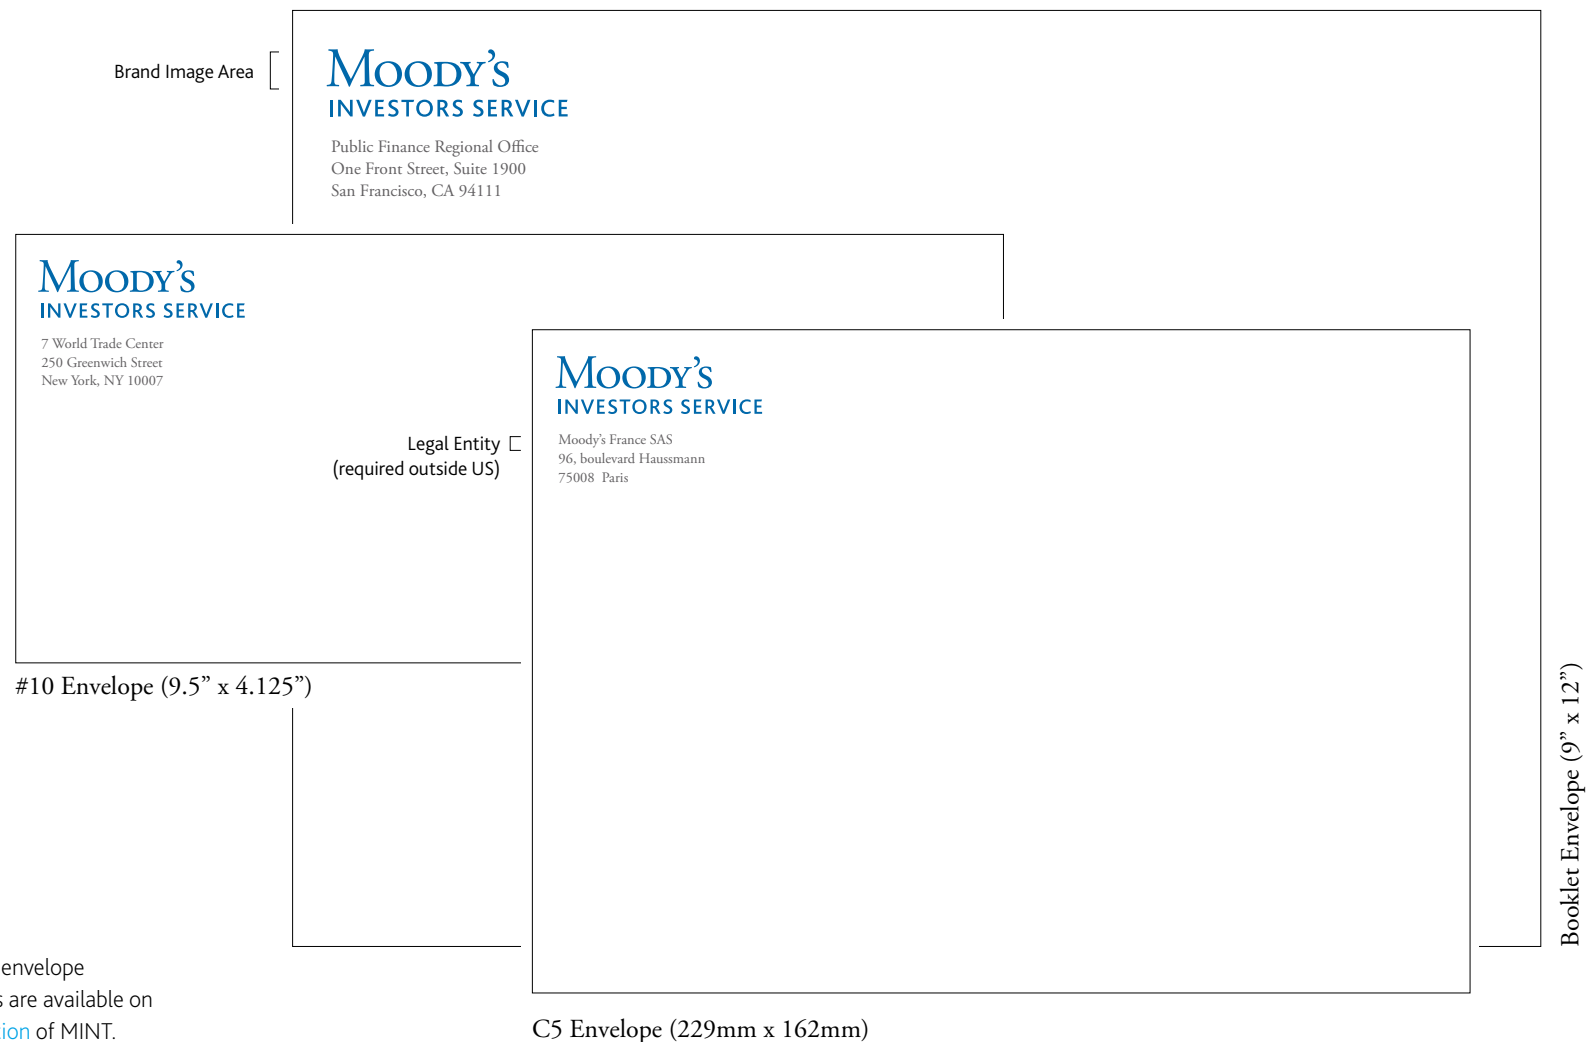 Brand Image Area
MOODY'S
INVESTORS SERVICE
Public Finance Regional Office
One Front Street, Suite 1900
San Francisco, CA 94111
MOODY'S
INVESTORS SERVICE
7 World Trade Center
250 Greenwich Street
New York, NY 10007
#10 Envelope (9.5” x 4.125”)
Legal Entity
(required outside US)
MOODY'S
INVESTORS SERVICE
Moody's France SAS
96, boulevard Haussmann
75008  Paris
C5 Envelope (229mm x 162mm)
Booklet Envelope (9” x 12”)
envelope
are available on
of MINT.